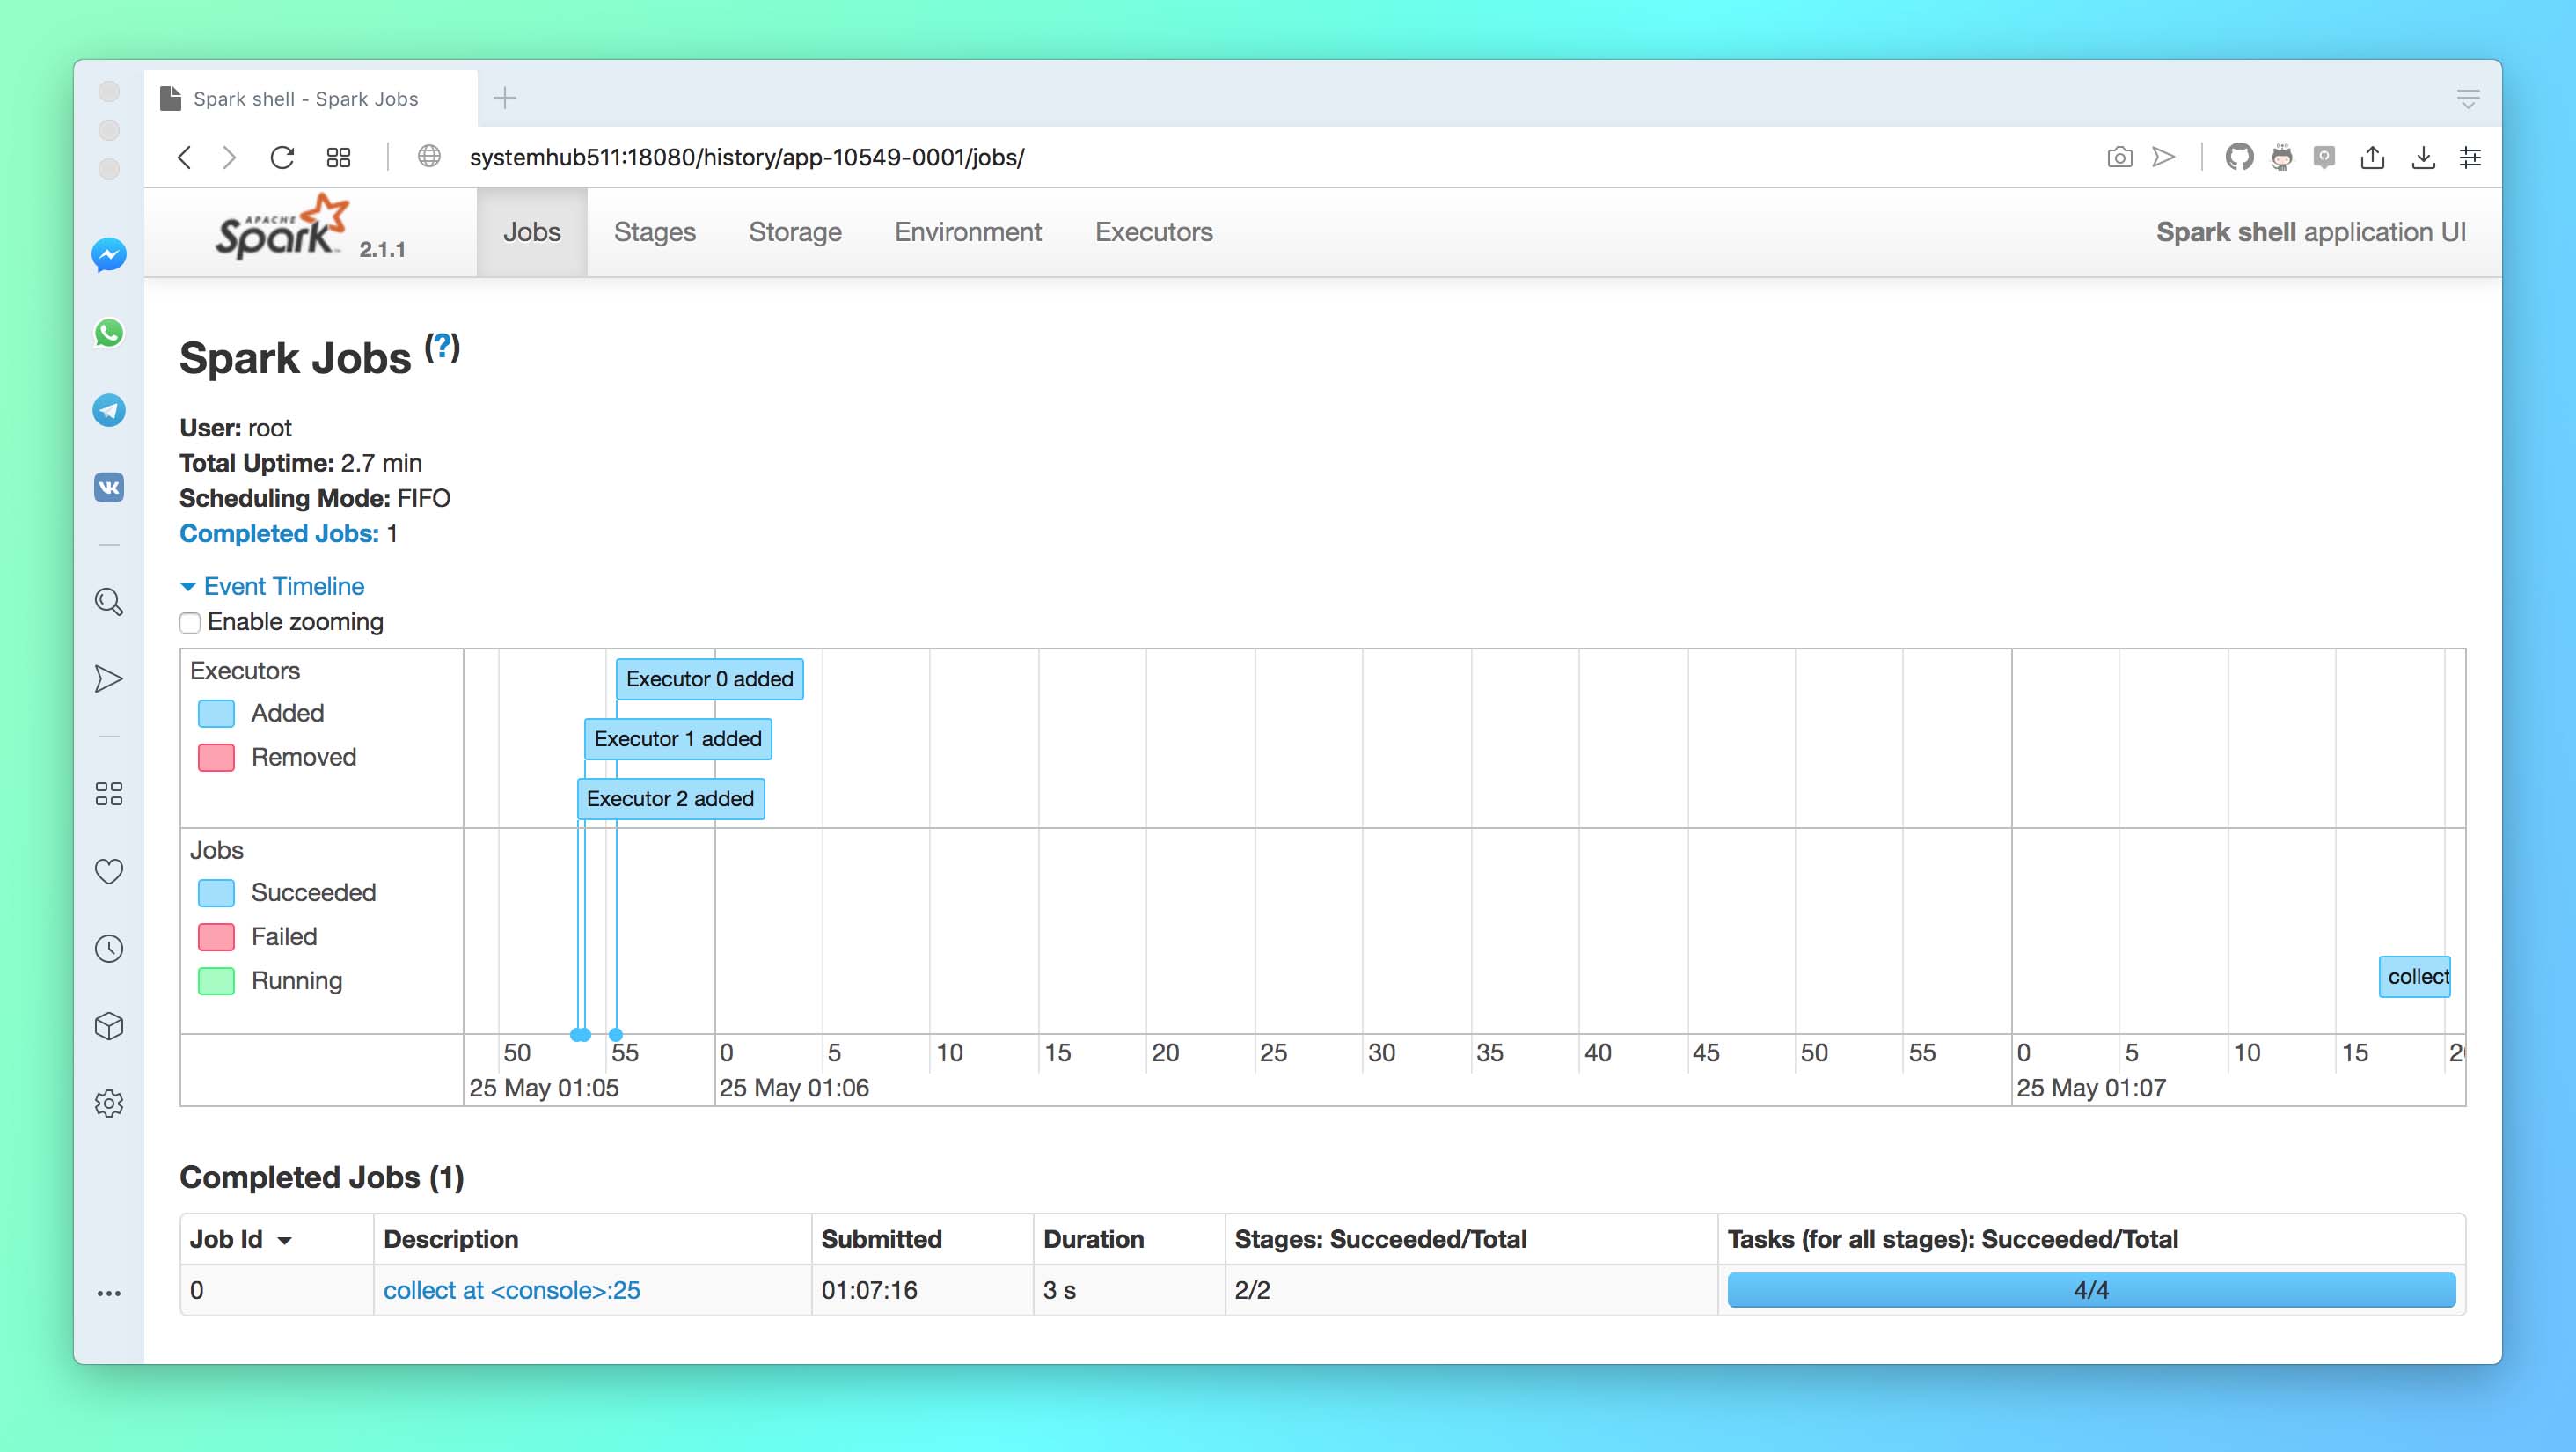 Spark shell - Spark Jobs
systemhub511:18080/history/app-10549-0001/jobs/
APACHE
Spark 2.1.1
Jobs Stages Storage Environment Executors Spark shell application UI
Spark Jobs (?)
User: root
Total Uptime: 2.7 min
Scheduling Mode: FIFO
Completed Jobs: 1
Event Timeline
Enable zooming
Executors
Added
Removed
Executor 0 added
Executor 1 added
Executor 2 added
Jobs
Succeeded
Failed
Running
collect
50 55 0 5 10 15 20 25 30 35 40 45 50 55 0 5 10 15
25 May 01:05 25 May 01:06 25 May 01:07
Completed Jobs (1)
Job Id Description Submitted Duration Stages: Succeeded/Total Tasks (for all stages): Succeeded/Total
0 collect at <console>:25 01:07:16 3 s 2/2 4/4